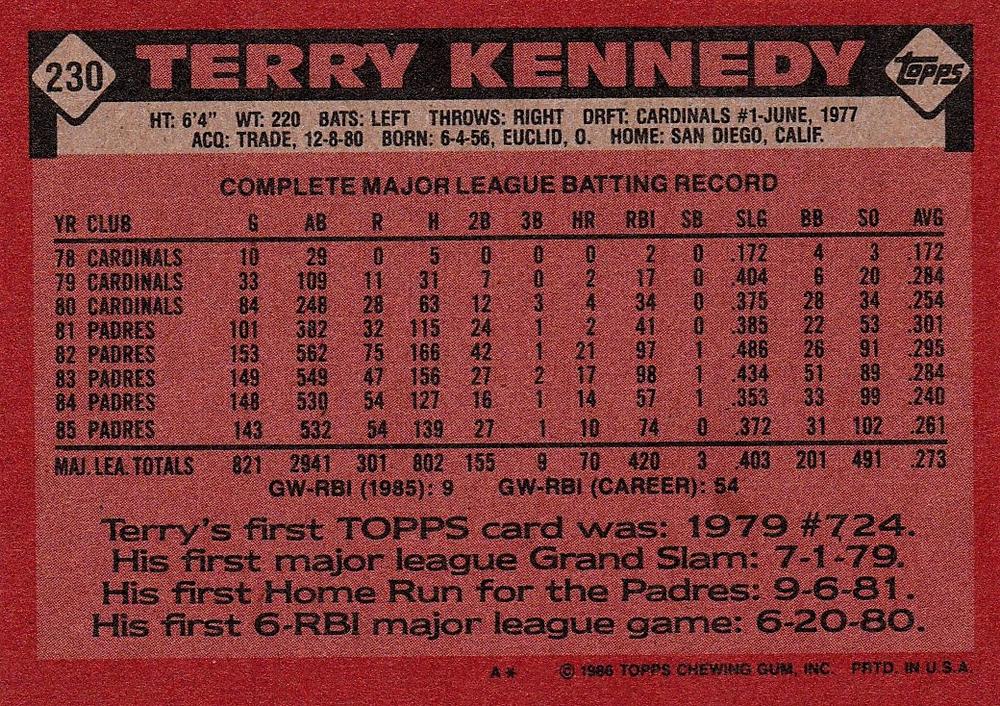 230 TERRY KENNEDY topps
HT: 6'4" WT: 220 BATS: LEFT THROWS: RIGHT DRFT: CARDINALS #1-JUNE, 1977
ACQ: TRADE, 12-8-80 BORN: 6-4-56, EUCLID, O. HOME: SAN DIEGO, CALIF.
COMPLETE MAJOR LEAGUE BATTING RECORD
YR CLUB G AB R H 2B 3B HR RBI SB SLG BB SO AVG
78 CARDINALS 10 29 0 5 0 0 0 2 0 .172 4 3 .172
79 CARDINALS 33 109 11 31 7 0 2 17 0 .404 6 20 .284
80 CARDINALS 84 248 28 63 12 3 4 34 0 .375 28 34 .254
81 PADRES 101 382 32 115 24 1 2 41 0 .385 22 53 .301
82 PADRES 153 562 75 166 42 1 21 97 1 .486 26 91 .295
83 PADRES 149 549 47 156 27 2 17 98 1 .434 51 89 .284
84 PADRES 148 530 54 127 16 1 14 57 1 .353 33 99 .240
85 PADRES 143 532 54 139 27 1 10 74 0 .372 31 102 .261
MAJ. LEA. TOTALS 821 2941 301 802 155 9 70 420 3 .403 201 491 .273
GW-RBI (1985): 9 GW-RBI (CAREER): 54
Terry's first TOPPS card was: 1979 #724.
His first major league Grand Slam: 7-1-79.
His first Home Run for the Padres: 9-6-81.
His first 6-RBI major league game: 6-20-80.
A* © 1986 TOPPS CHEWING GUM, INC. PRTD. IN U.S.A.